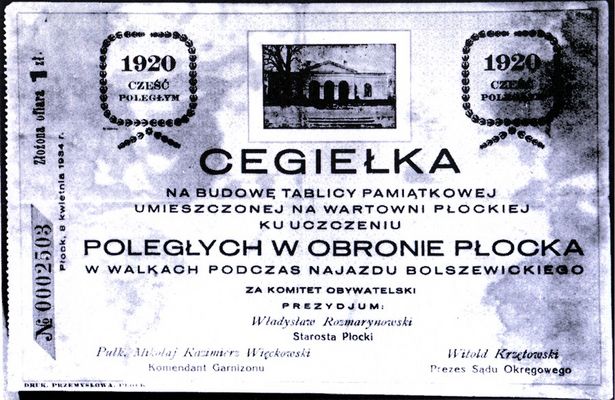 Złożona ofiara 1 zł.
Płock, 8 kwietnia 1934 r.
№ 0002503
1920
CZEŚĆ
POLEGŁYM
1920
CZEŚĆ
POLEGŁYM
CEGIEŁKA
NA BUDOWĘ TABLICY PAMIĄTKOWEJ
UMIESZCZONEJ NA WARTOWNI PŁOCKIEJ
KU UCZCZENIU
POLEGŁYCH W OBRONIE PŁOCKA
W WALKACH PODCZAS NAJAZDU BOLSZEWICKIEGO
ZA KOMITET OBYWATELSKI
PREZYDJUM:
Władysław Rozmarynowski
Starosta Płocki
Pułk. Mikołaj Kazimierz Więckowski
Komendant Garnizonu
Witold Krzętowski
Prezes Sądu Okręgowego
DRUK. PRZEMYSŁOWA, PŁOCK